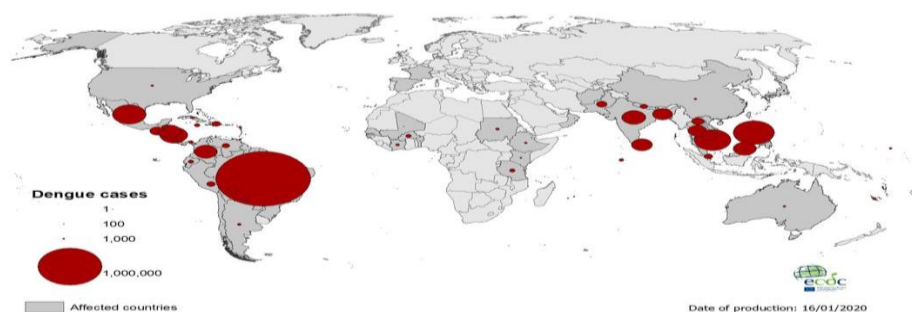 Dengue cases
1
100
1,000
1,000,000
Affected countries
ecdc
Date of production: 16/01/2020